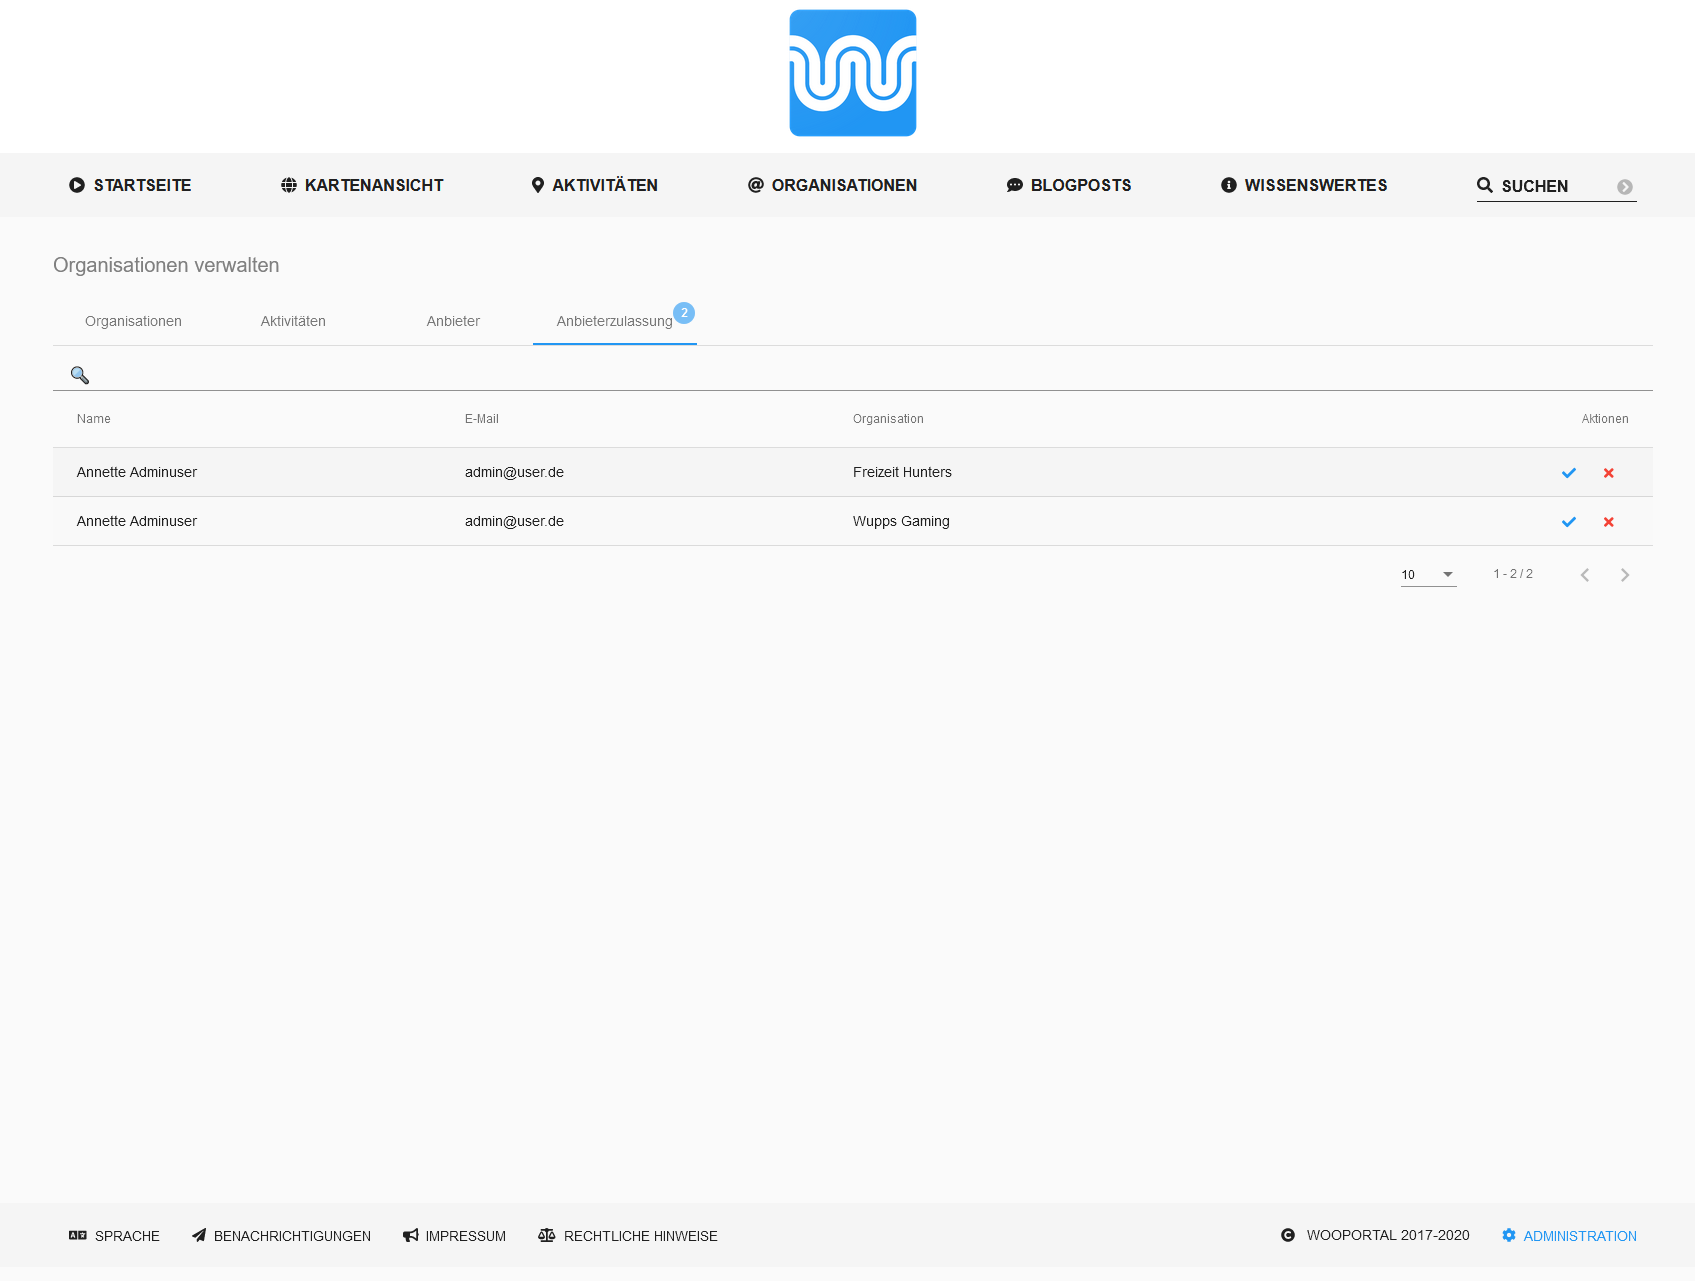 STARTSEITE KARTENANSICHT AKTIVITÄTEN ORGANISATIONEN BLOGPOSTS WISSENSWERTES SUCHEN
Organisationen verwalten
Organisationen Aktivitäten Anbieter Anbieterzulassung 2
Name E-Mail Organisation Aktionen
Annette Adminuser admin@user.de Freizeit Hunters
Annette Adminuser admin@user.de Wupps Gaming
10 1 - 2 / 2
SPRACHE BENACHRICHTIGUNGEN IMPRESSUM RECHTLICHE HINWEISE WOOPORTAL 2017-2020 ADMINISTRATION